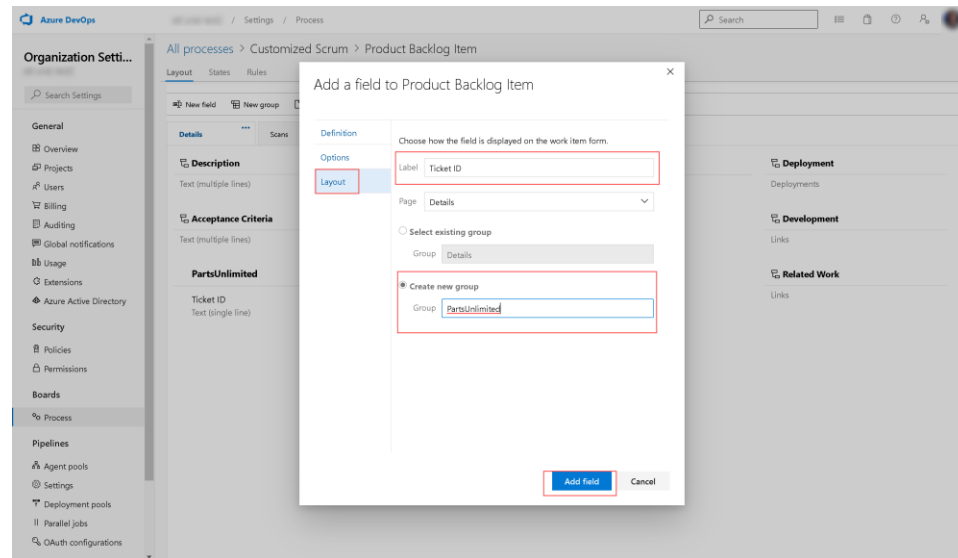 Azure DevOps
/ Settings / Process
Search
Organization Setti...
Search Settings
General
Overview
Projects
Users
Billing
Auditing
Global notifications
Usage
Extensions
Azure Active Directory
Security
Policies
Permissions
Boards
Process
Pipelines
Agent pools
Settings
Deployment pools
Parallel jobs
OAuth configurations
All processes > Customized Scrum > Product Backlog Item
Layout States Rules
New field New group
Details ... Scans
Description
Text (multiple lines)
Acceptance Criteria
Text (multiple lines)
PartsUnlimited
Ticket ID
Text (single line)
Add a field to Product Backlog Item
Definition
Options
Layout
Choose how the field is displayed on the work item form.
Label Ticket ID
Page Details
Select existing group
Group Details
Create new group
Group PartsUnlimited
Add field Cancel
Deployment
Deployments
Development
Links
Related Work
Links